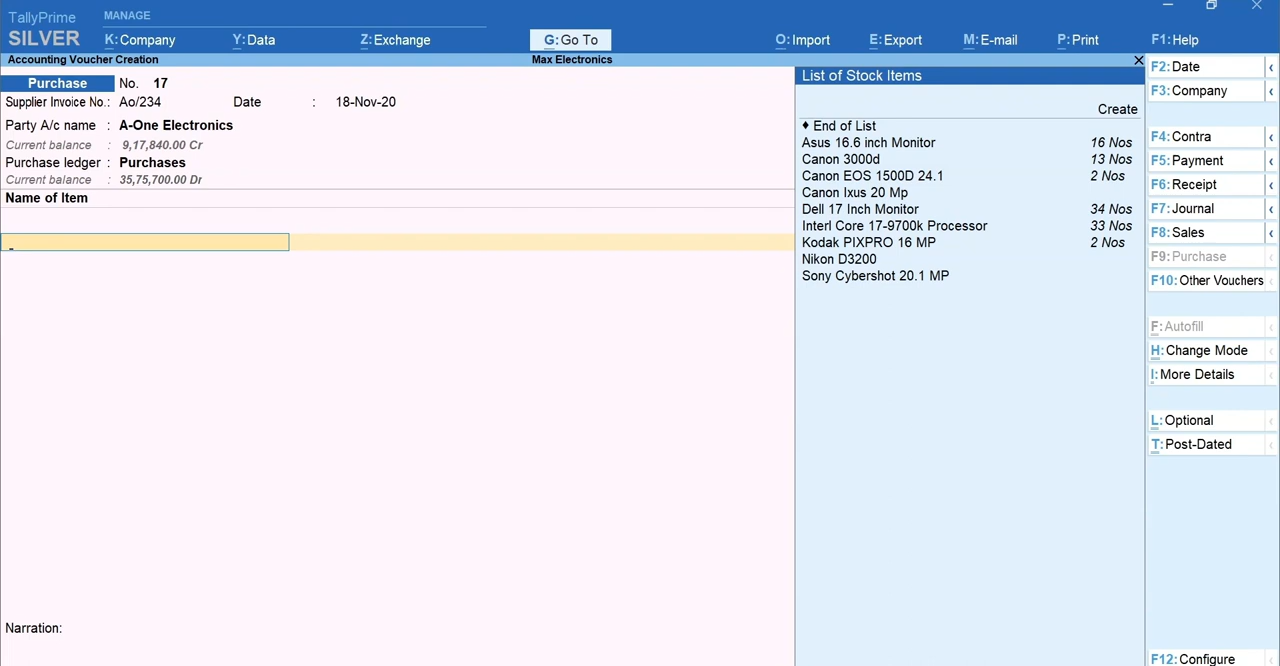 TallyPrime
MANAGE
SILVER
K:Company
Y:Data
Z:Exchange
G:Go To
O:Import
E:Export
M:E-mail
P:Print
F1:Help
Accounting Voucher Creation
Max Electronics
Purchase No. 17
Supplier Invoice No.: Ao/234 Date : 18-Nov-20
Party A/c name : A-One Electronics
Current balance : 9,17,840.00 Cr
Purchase ledger : Purchases
Current balance : 35,75,700.00 Dr
Name of Item
Narration:
List of Stock Items
Create
♦ End of List
Asus 16.6 inch Monitor 16 Nos
Canon 3000d 13 Nos
Canon EOS 1500D 24.1 2 Nos
Canon Ixus 20 Mp
Dell 17 Inch Monitor 34 Nos
Interl Core 17-9700k Processor 33 Nos
Kodak PIXPRO 16 MP 2 Nos
Nikon D3200
Sony Cybershot 20.1 MP
F2:Date
F3:Company
F4:Contra
F5:Payment
F6:Receipt
F7:Journal
F8:Sales
F9:Purchase
F10:Other Vouchers
F:Autofill
H:Change Mode
I:More Details
L:Optional
T:Post-Dated
F12:Configure